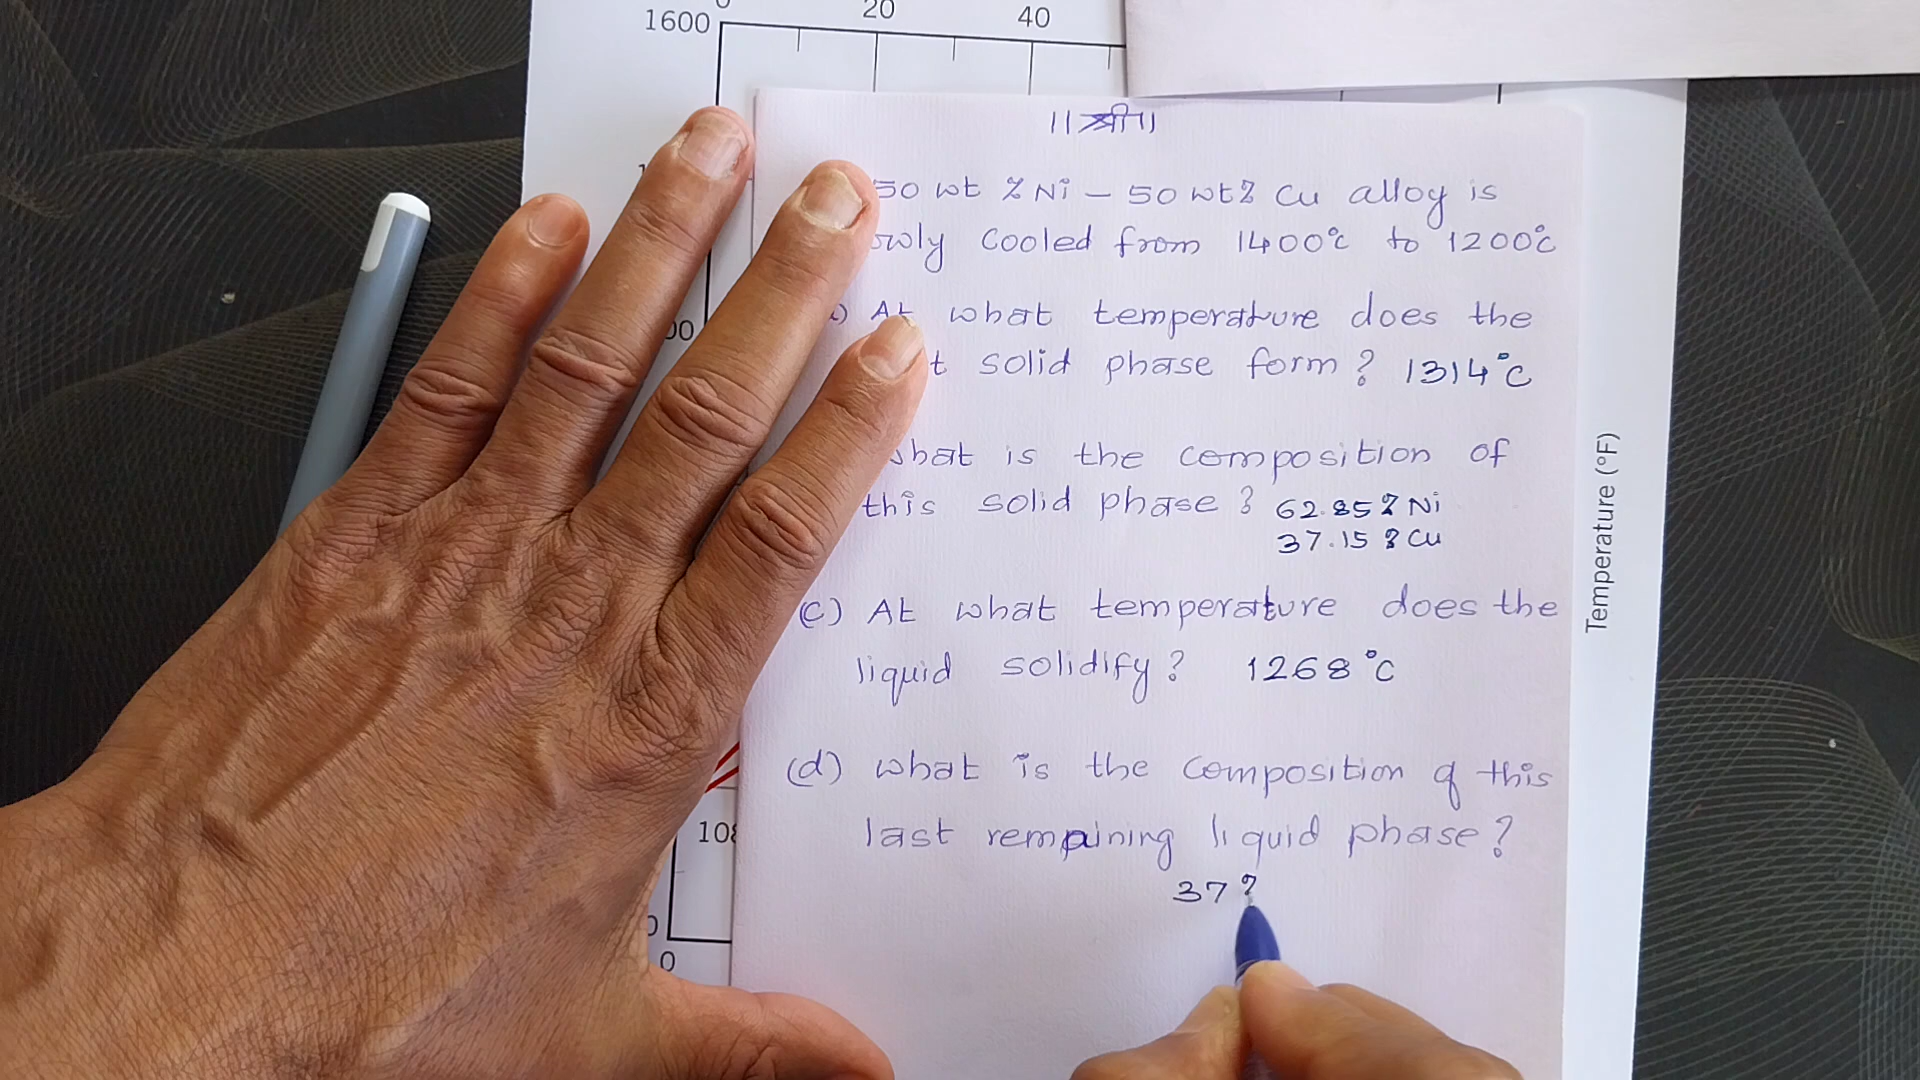 0 20 40
1600
॥श्री॥
50 wt % Ni – 50 wt% Cu alloy is
cooled from 1400°C to 1200°C
At what temperature does the
solid phase form? 1314°C
is the composition of
this solid phase? 62.85% Ni
37.15% Cu
(c) At what temperature does the
liquid solidify? 1268°C
(d) what is the composition of this
last remaining liquid phase?
37%
Temperature (°F)
0